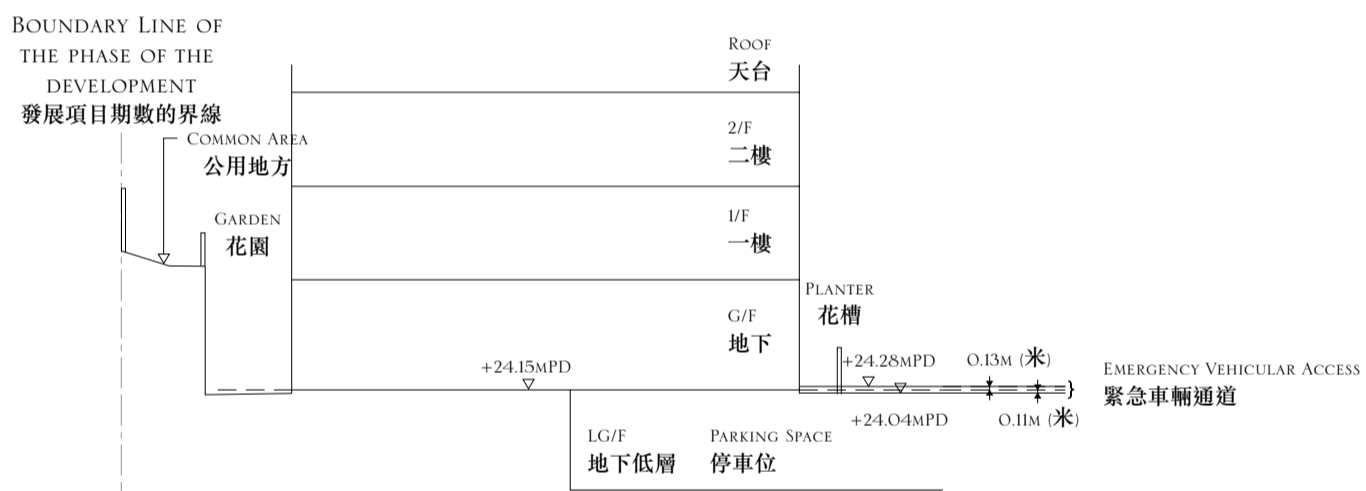 BOUNDARY LINE OF
THE PHASE OF THE
DEVELOPMENT
發展項目期數的界線
COMMON AREA
公用地方
GARDEN
花園
ROOF
天台
2/F
二樓
1/F
一樓
G/F
地下
PLANTER
花槽
+24.15MPD
+24.28MPD
0.13M (米)
+24.04MPD
0.11M (米)
EMERGENCY VEHICULAR ACCESS
緊急車輛通道
LG/F
地下低層
PARKING SPACE
停車位